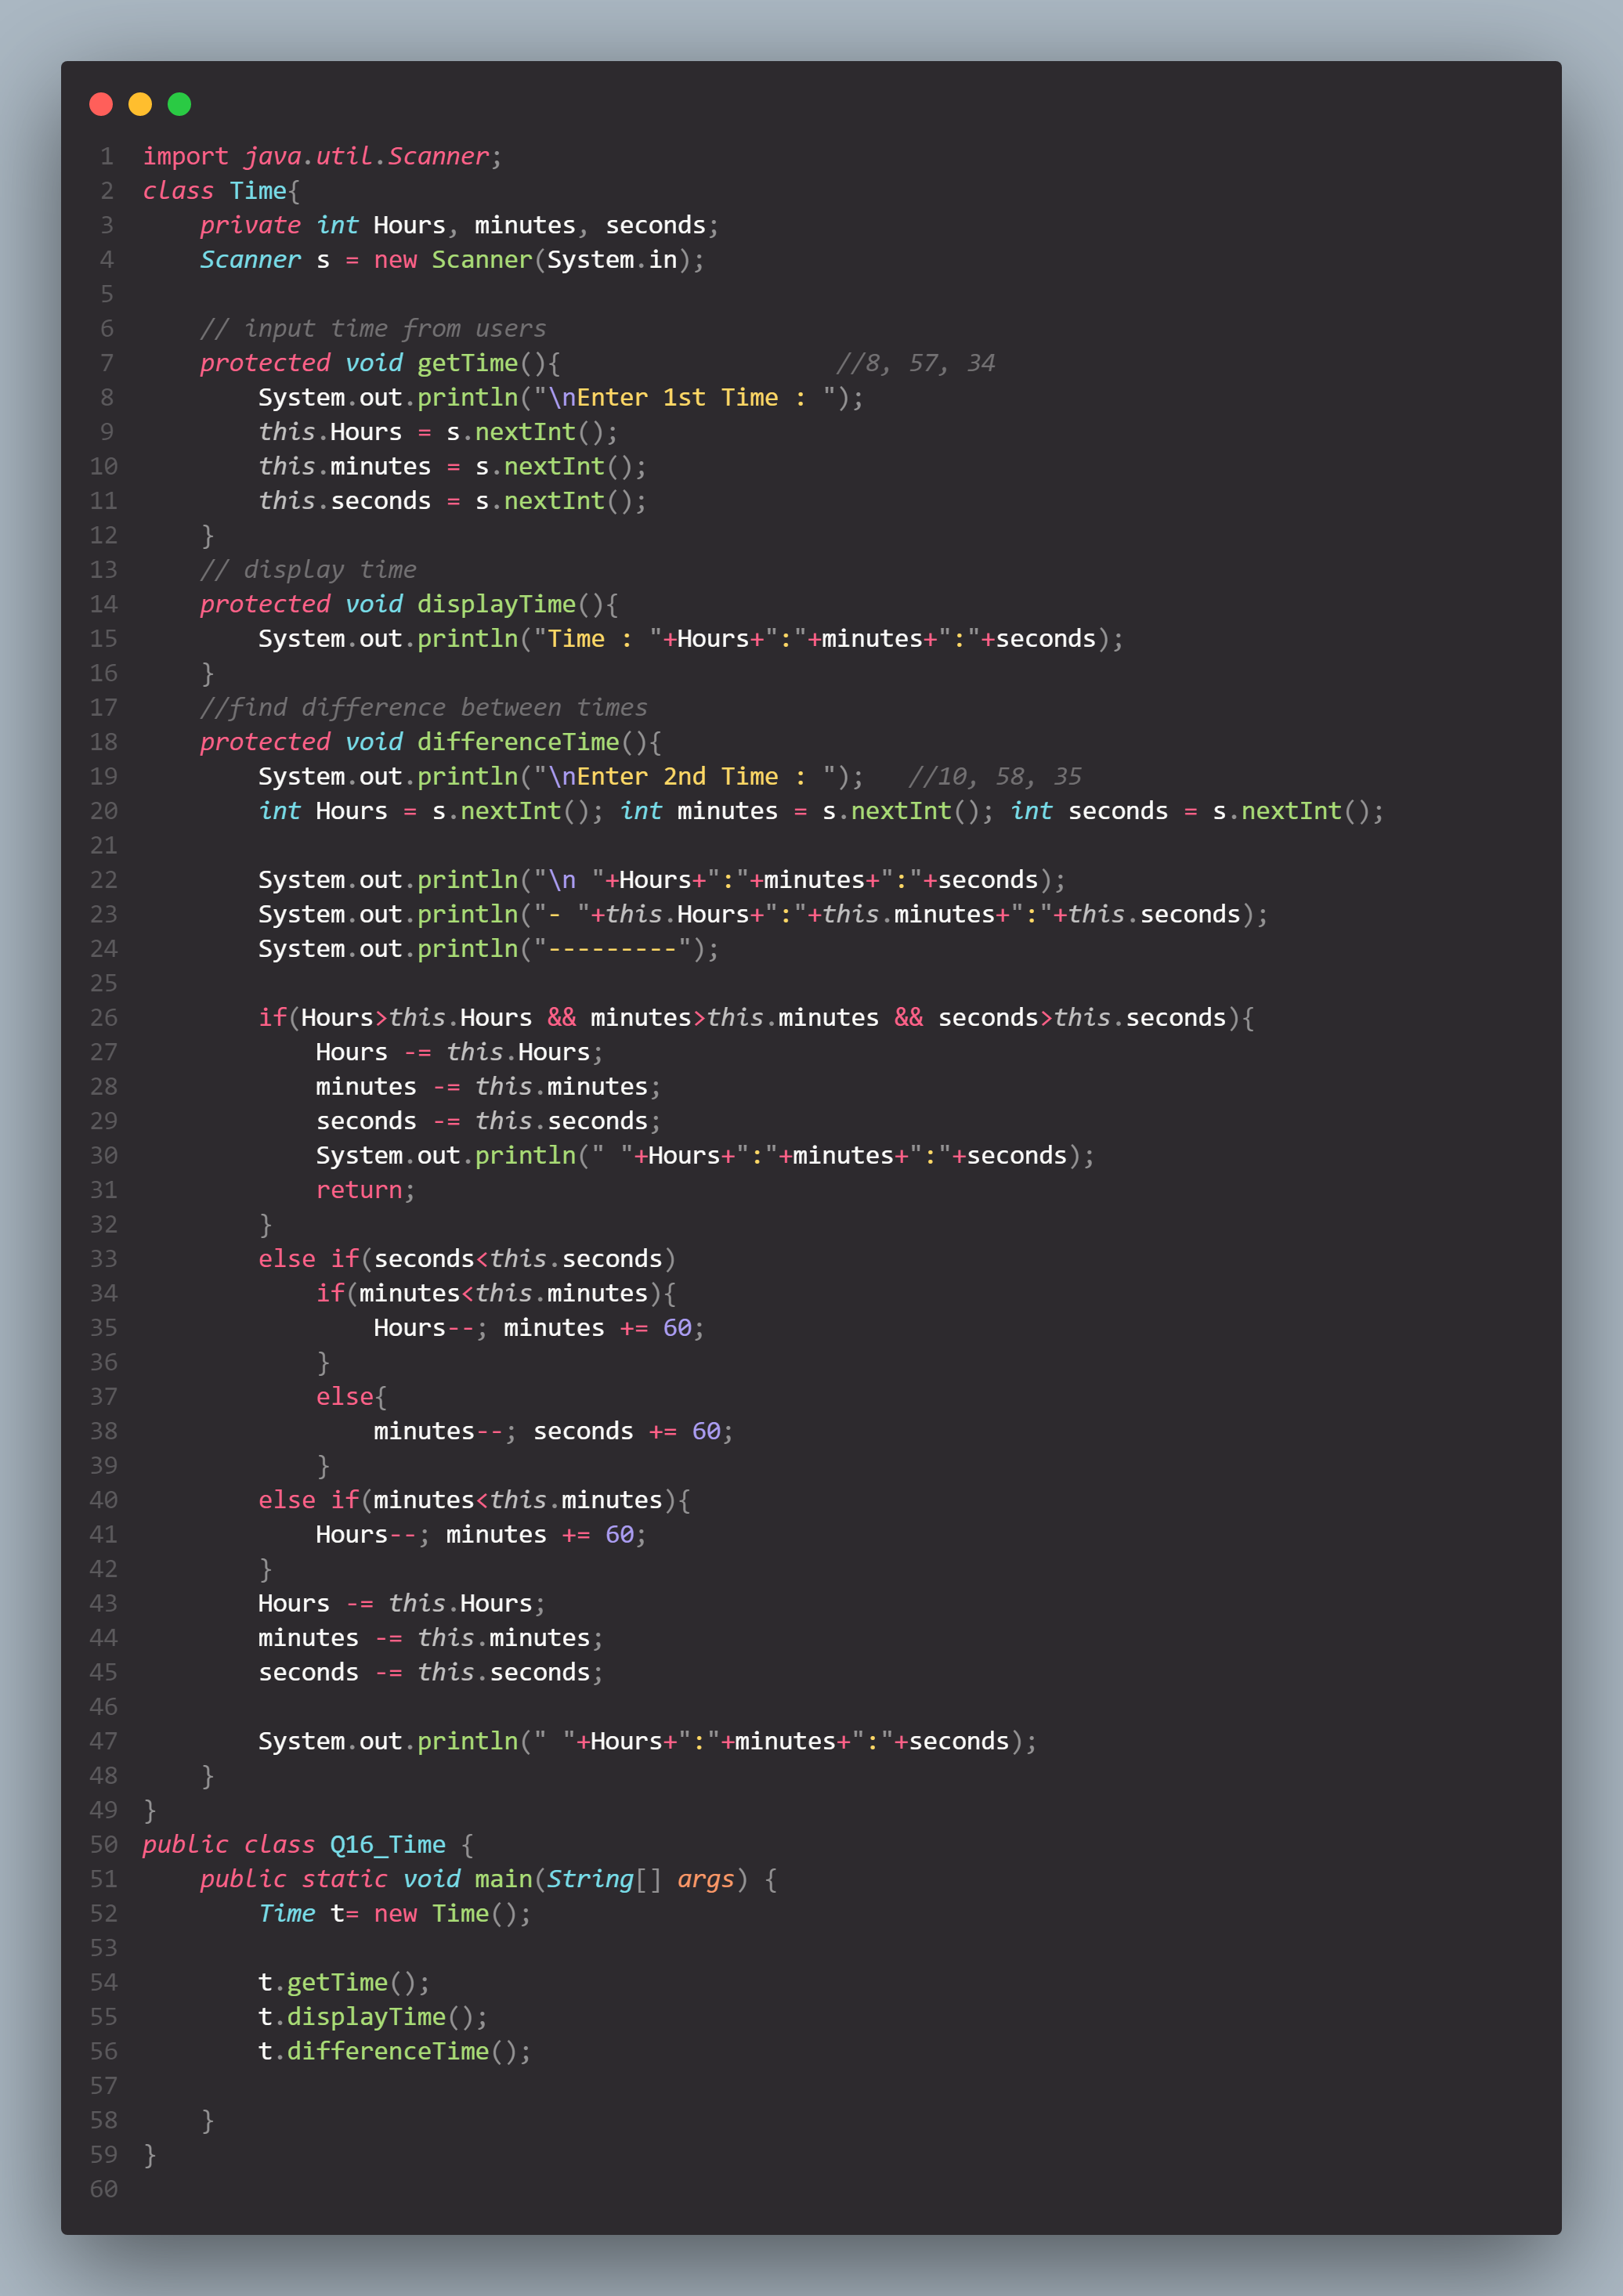 1 import java.util.Scanner;
2 class Time{
3     private int Hours, minutes, seconds;
4     Scanner s = new Scanner(System.in);
5
6     // input time from users
7     protected void getTime(){                   //8, 57, 34
8         System.out.println("\nEnter 1st Time : ");
9         this.Hours = s.nextInt();
10         this.minutes = s.nextInt();
11         this.seconds = s.nextInt();
12     }
13     // display time
14     protected void displayTime(){
15         System.out.println("Time : "+Hours+":"+minutes+":"+seconds);
16     }
17     //find difference between times
18     protected void differenceTime(){
19         System.out.println("\nEnter 2nd Time : ");   //10, 58, 35
20         int Hours = s.nextInt(); int minutes = s.nextInt(); int seconds = s.nextInt();
21
22         System.out.println("\n "+Hours+":"+minutes+":"+seconds);
23         System.out.println("- "+this.Hours+":"+this.minutes+":"+this.seconds);
24         System.out.println("---------");
25
26         if(Hours>this.Hours && minutes>this.minutes && seconds>this.seconds){
27             Hours -= this.Hours;
28             minutes -= this.minutes;
29             seconds -= this.seconds;
30             System.out.println(" "+Hours+":"+minutes+":"+seconds);
31             return;
32         }
33         else if(seconds<this.seconds)
34             if(minutes<this.minutes){
35                 Hours--; minutes += 60;
36             }
37             else{
38                 minutes--; seconds += 60;
39             }
40         else if(minutes<this.minutes){
41             Hours--; minutes += 60;
42         }
43         Hours -= this.Hours;
44         minutes -= this.minutes;
45         seconds -= this.seconds;
46
47         System.out.println(" "+Hours+":"+minutes+":"+seconds);
48     }
49 }
50 public class Q16_Time {
51     public static void main(String[] args) {
52         Time t= new Time();
53
54         t.getTime();
55         t.displayTime();
56         t.differenceTime();
57
58     }
59 }
60